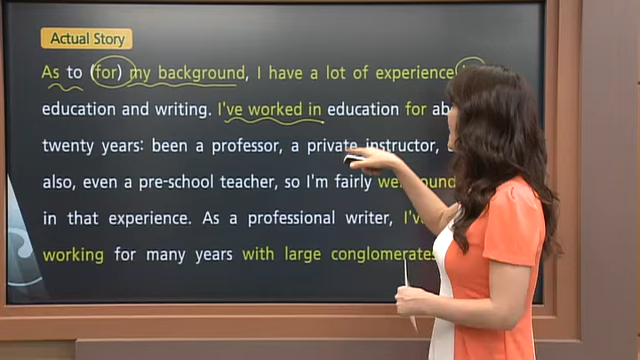 Actual Story
As to (for) my background, I have a lot of experience
education and writing. I've worked in education for
twenty years: been a professor, a private instructor,
also, even a pre-school teacher, so I'm fairly
in that experience. As a professional writer,
working for many years with large conglomerates